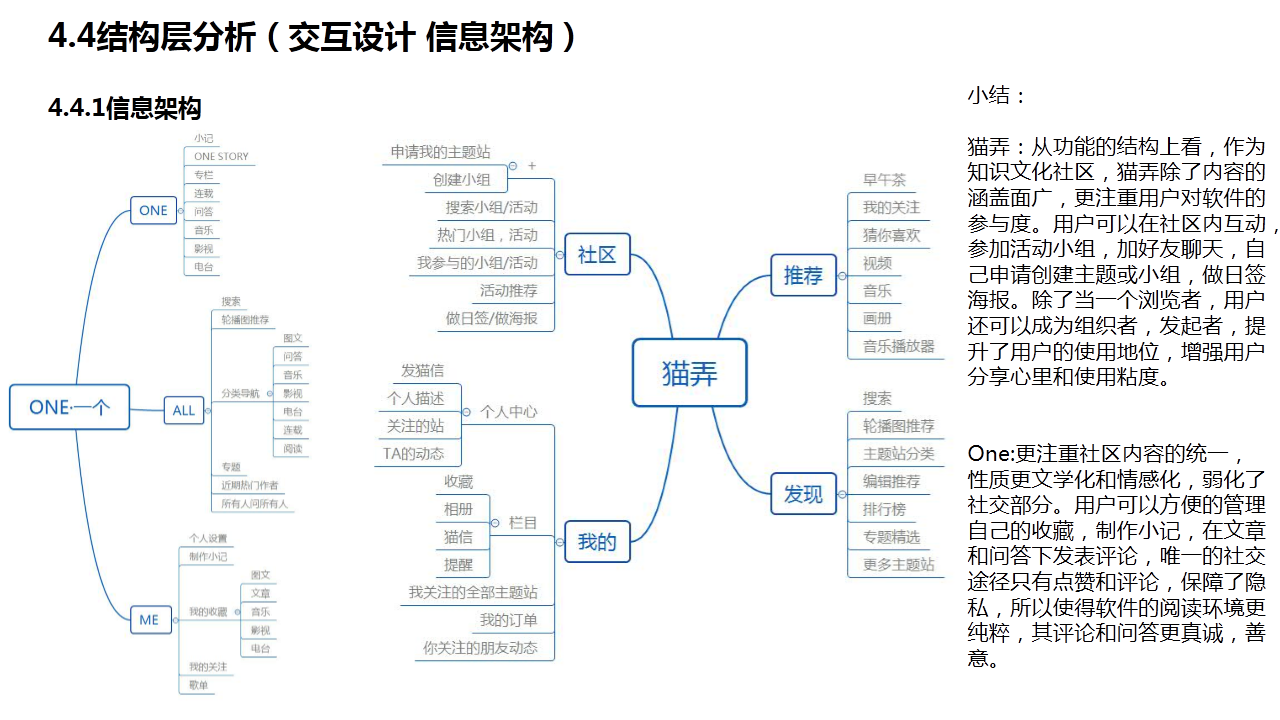 4.4结构层分析（交互设计 信息架构）
4.4.1信息架构
ONE·一个
ONE
小记
ONE STORY
专栏
连载
问答
音乐
影视
电台
ALL
搜索
轮播图推荐
分类导航
图文
问答
音乐
影视
电台
连载
阅读
专题
近期热门作者
所有人问所有人
ME
个人设置
制作小记
我的收藏
图文
文章
音乐
影视
电台
我的关注
歌单
猫弄
社区
+
申请我的主题站
创建小组
搜索小组/活动
热门小组，活动
我参与的小组/活动
活动推荐
做日签/做海报
我的
个人中心
发猫信
个人描述
关注的站
TA的动态
栏目
收藏
相册
猫信
提醒
我关注的全部主题站
我的订单
你关注的朋友动态
推荐
早午茶
我的关注
猜你喜欢
视频
音乐
画册
音乐播放器
发现
搜索
轮播图推荐
主题站分类
编辑推荐
排行榜
专题精选
更多主题站
小结：
猫弄：从功能的结构上看，作为
知识文化社区，猫弄除了内容的
涵盖面广，更注重用户对软件的
参与度。用户可以在社区内互动，
参加活动小组，加好友聊天，自
己申请创建主题或小组，做日签
海报。除了当一个浏览者，用户
还可以成为组织者，发起者，提
升了用户的使用地位，增强用户
分享心里和使用粘度。
One:更注重社区内容的统一，
性质更文学化和情感化，弱化了
社交部分。用户可以方便的管理
自己的收藏，制作小记，在文章
和问答下发表评论，唯一的社交
途径只有点赞和评论，保障了隐
私，所以使得软件的阅读环境更
纯粹，其评论和问答更真诚，善
意。